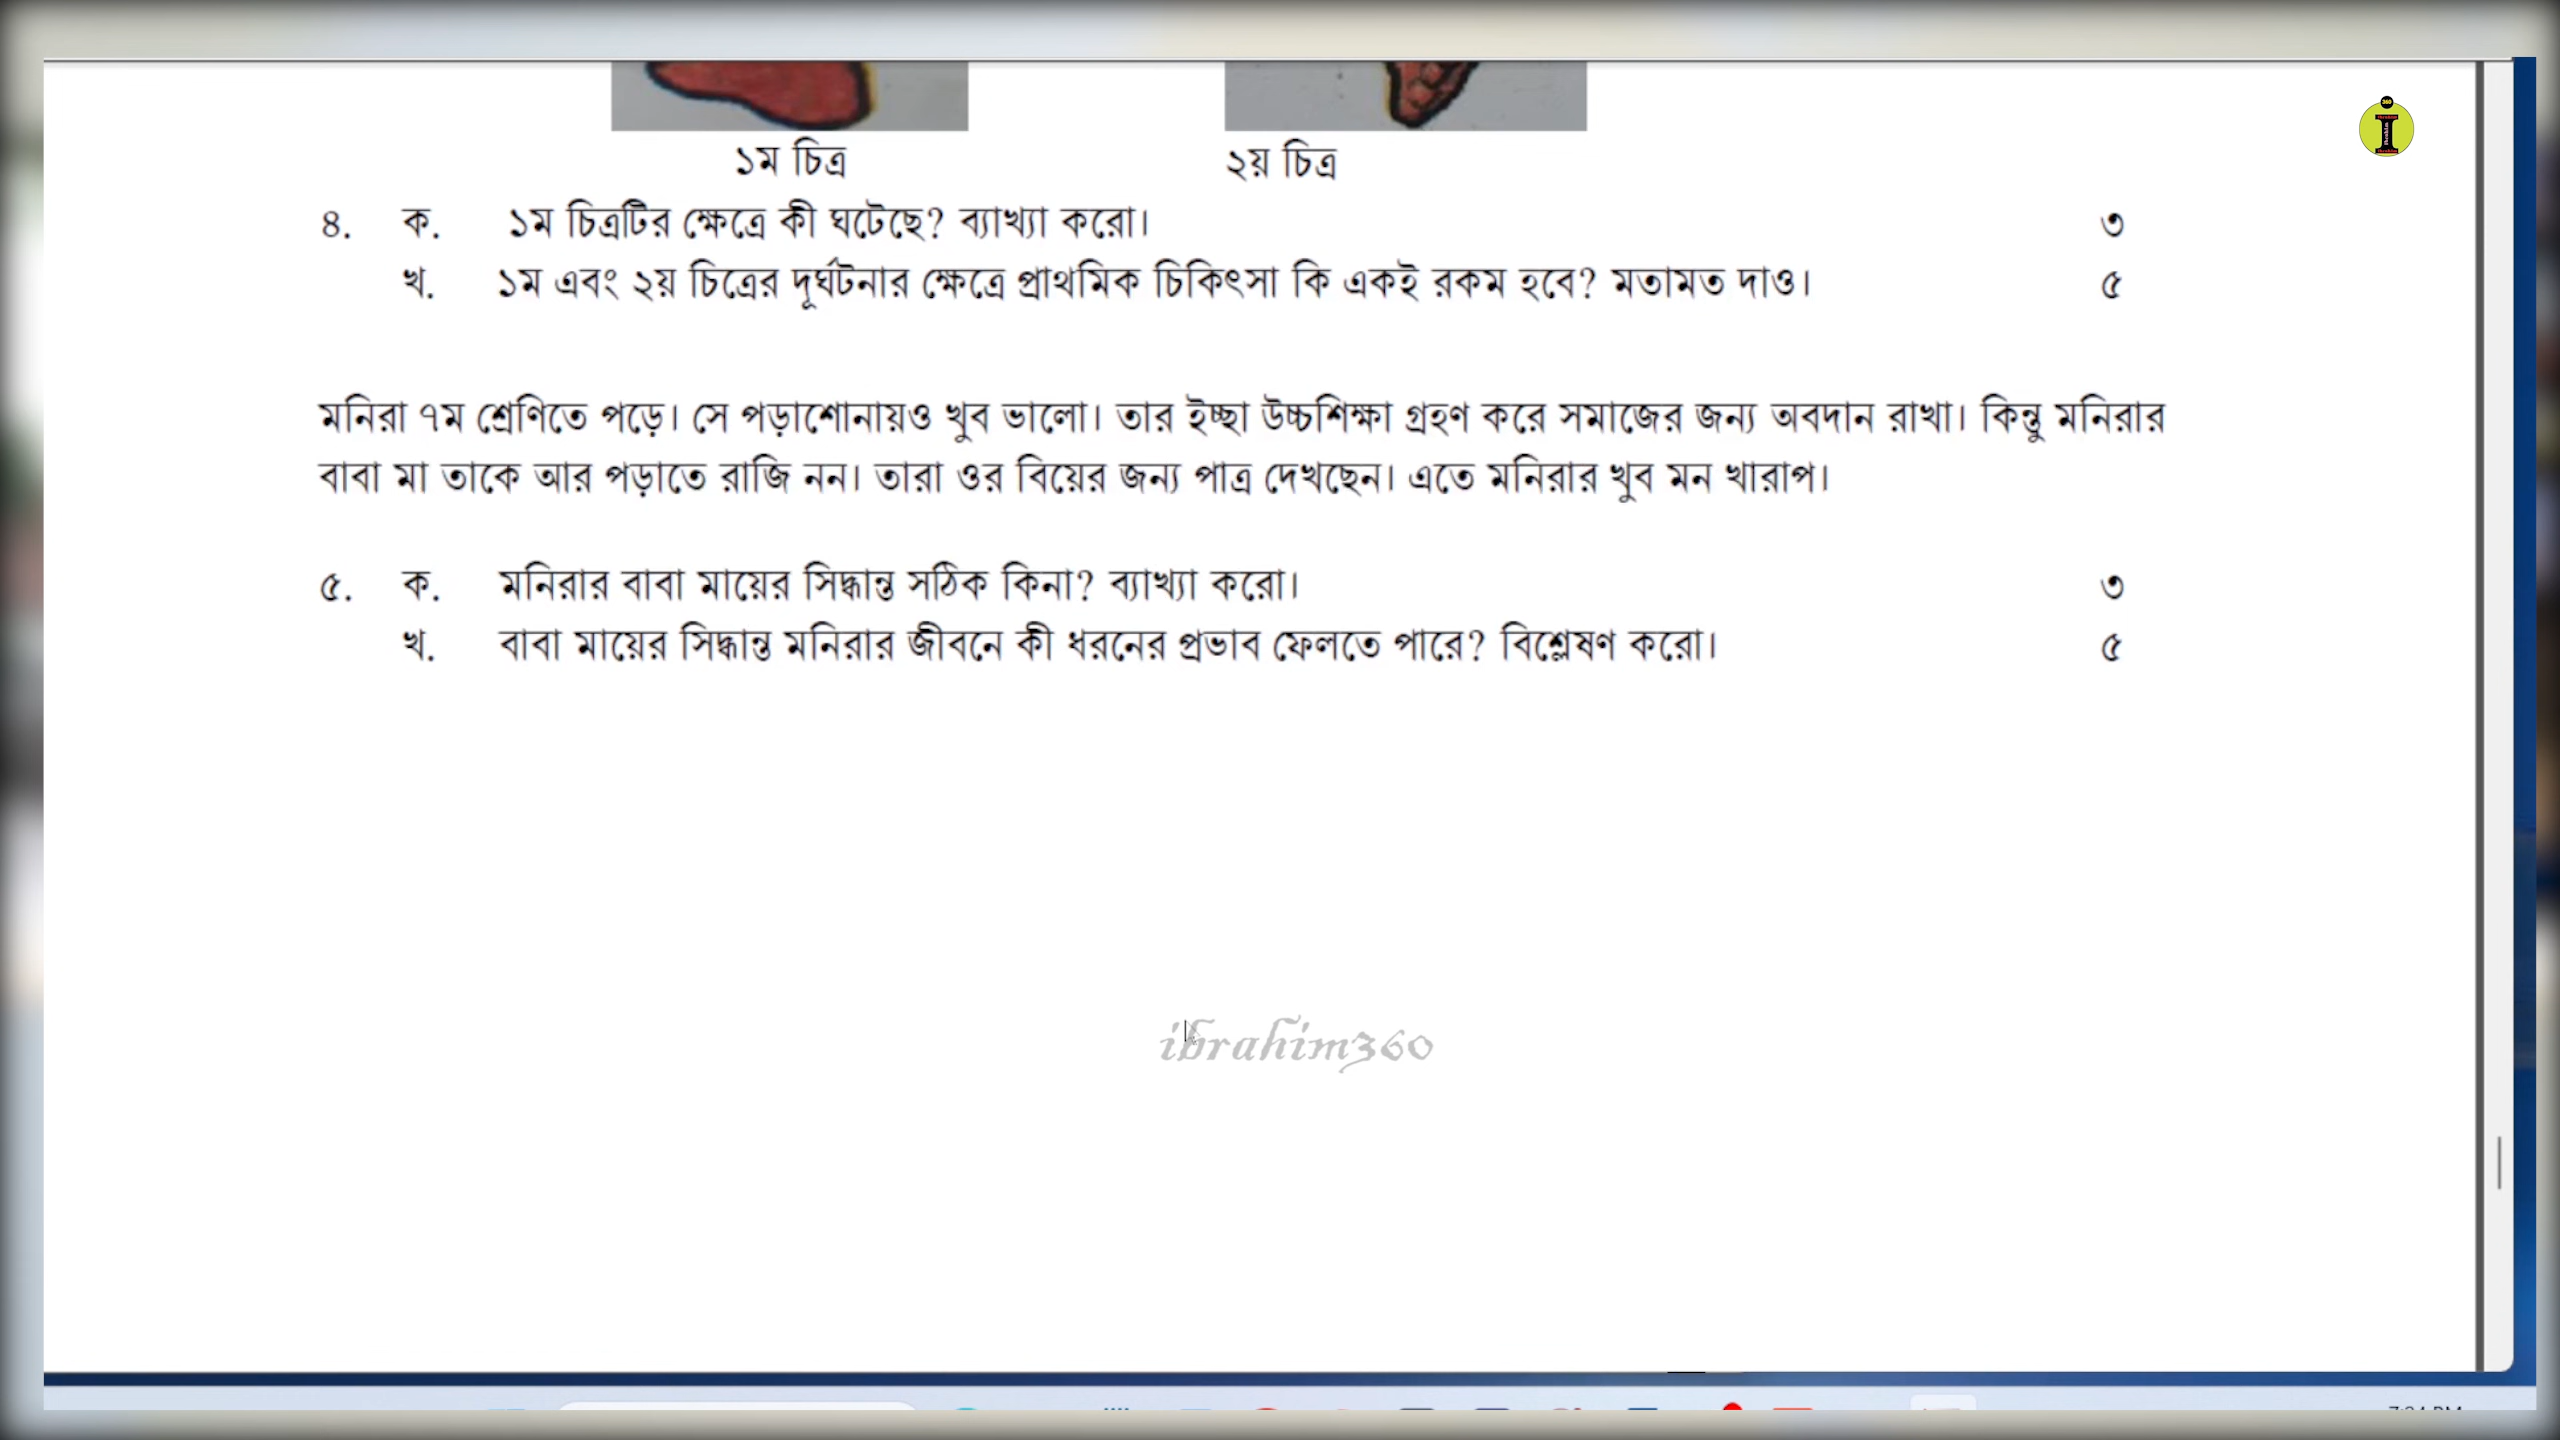 ১ম চিত্র ২য় চিত্র
৪. ক. ১ম চিত্রটির ক্ষেত্রে কী ঘটেছে? ব্যাখ্যা করো। ৩
খ. ১ম এবং ২য় চিত্রের দূর্ঘটনার ক্ষেত্রে প্রাথমিক চিকিৎসা কি একই রকম হবে? মতামত দাও। ৫
মনিরা ৭ম শ্রেণিতে পড়ে। সে পড়াশোনায়ও খুব ভালো। তার ইচ্ছা উচ্চশিক্ষা গ্রহণ করে সমাজের জন্য অবদান রাখা। কিন্তু মনিরার
বাবা মা তাকে আর পড়াতে রাজি নন। তারা ওর বিয়ের জন্য পাত্র দেখছেন। এতে মনিরার খুব মন খারাপ।
৫. ক. মনিরার বাবা মায়ের সিদ্ধান্ত সঠিক কিনা? ব্যাখ্যা করো। ৩
খ. বাবা মায়ের সিদ্ধান্ত মনিরার জীবনে কী ধরনের প্রভাব ফেলতে পারে? বিশ্লেষণ করো। ৫
ibrahim360